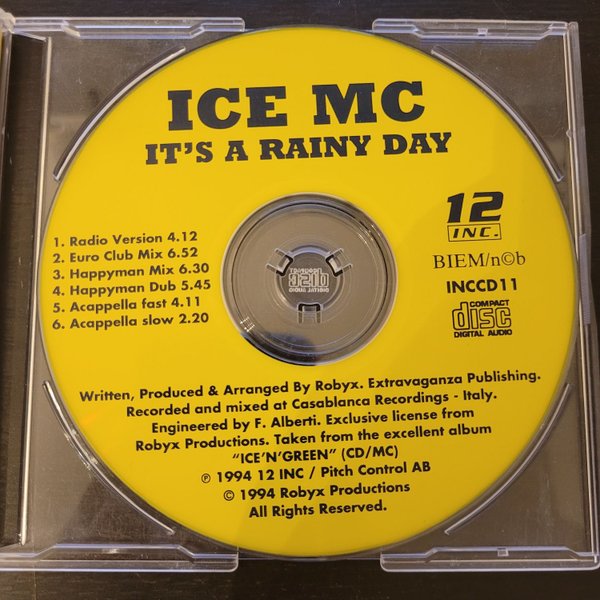 ICE MC
IT'S A RAINY DAY
12
INC.
BIEM/n©b
INCCD11
COMPACT
disc
DIGITAL AUDIO
1. Radio Version 4.12
2. Euro Club Mix 6.52
3. Happyman Mix 6.30
4. Happyman Dub 5.45
5. Acappella fast 4.11
6. Acappella slow 2.20
Written, Produced & Arranged By Robyx. Extravaganza Publishing.
Recorded and mixed at Casablanca Recordings - Italy.
Engineered by F. Alberti. Exclusive license from
Robyx Productions. Taken from the excellent album
“ICE’N’GREEN” (CD/MC)
℗ 1994 12 INC / Pitch Control AB
© 1994 Robyx Productions
All Rights Reserved.